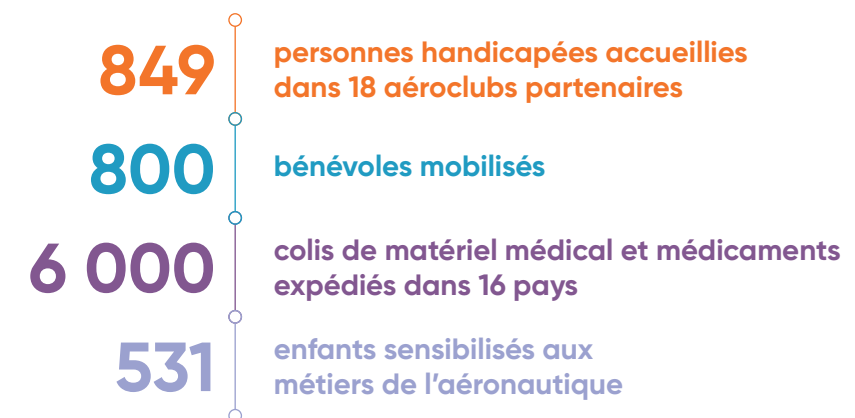 849
personnes handicapées accueillies
dans 18 aéroclubs partenaires
800
bénévoles mobilisés
6 000
colis de matériel médical et médicaments
expédiés dans 16 pays
531
enfants sensibilisés aux
métiers de l’aéronautique